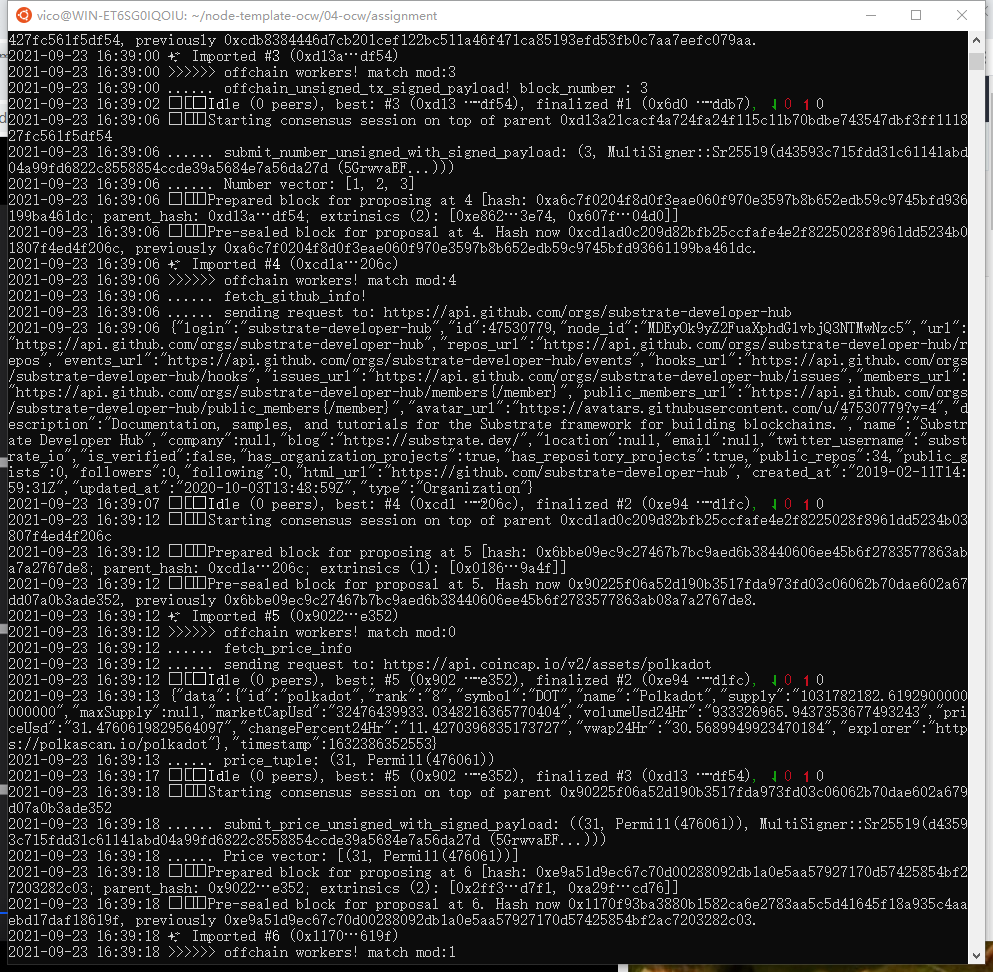 vico@WIN-ET6SG0IQOIU: ~/node-template-ocw/04-ocw/assignment
427fc561f5df54, previously 0xcdb8384446d7cb201cef122bc511a46f471ca85193efd53fb0c7aa7eefc079aa.
2021-09-23 16:39:00 Imported #3 (0xd13a…df54)
2021-09-23 16:39:00 >>>>>> offchain workers! match mod:3
2021-09-23 16:39:00 ...... offchain_unsigned_tx_signed_payload! block_number : 3
2021-09-23 16:39:02 Idle (0 peers), best: #3 (0xd13…df54), finalized #1 (0x6d0…ddb7), ⬇ 0 ⬆ 0
2021-09-23 16:39:06 Starting consensus session on top of parent 0xd13a21cacf4a724fa24f115c11b70bdbe743547dbf3ff11184
27fc561f5df54
2021-09-23 16:39:06 ...... submit_number_unsigned_with_signed_payload: (3, MultiSigner::Sr25519(d43593c715fdd31c61141abd
04a99fd6822c8558854ccde39a5684e7a56da27d (5GrwvaEF...)))
2021-09-23 16:39:06 ...... Number vector: [1, 2, 3]
2021-09-23 16:39:06 Prepared block for proposing at 4 [hash: 0xa6c7f0204f8d0f3eae060f970e3597b8b652edb59c9745bfd936
199ba461dc; parent_hash: 0xd13a…df54; extrinsics (2): [0xe862…3e74, 0x607f…04d0]]
2021-09-23 16:39:06 Pre-sealed block for proposal at 4. Hash now 0xcd1ad0c209d82bfb25ccfafe4e2f8225028f8961dd5234b0
1807f4ed4f206c, previously 0xa6c7f0204f8d0f3eae060f970e3597b8b652edb59c9745bfd93661199ba461dc.
2021-09-23 16:39:06 Imported #4 (0xcd1a…206c)
2021-09-23 16:39:06 >>>>>> offchain workers! match mod:4
2021-09-23 16:39:06 ...... fetch_github_info!
2021-09-23 16:39:06 ...... sending request to: https://api.github.com/orgs/substrate-developer-hub
2021-09-23 16:39:06 {"login":"substrate-developer-hub","id":47530779,"node_id":"MDEyOk9yZ2FuaXphdGlvbjQ3NTMwNzc5","url":
"https://api.github.com/orgs/substrate-developer-hub","repos_url":"https://api.github.com/orgs/substrate-developer-hub/r
epos","events_url":"https://api.github.com/orgs/substrate-developer-hub/events","hooks_url":"https://api.github.com/orgs
/substrate-developer-hub/hooks","issues_url":"https://api.github.com/orgs/substrate-developer-hub/issues","members_url":
"https://api.github.com/orgs/substrate-developer-hub/members{/member}","public_members_url":"https://api.github.com/orgs
/substrate-developer-hub/public_members{/member}","avatar_url":"https://avatars.githubusercontent.com/u/47530779?v=4","d
escription":"Documentation, samples, and tutorials for the Substrate framework for building blockchains.","name":"Substr
ate Developer Hub","company":null,"blog":"https://substrate.dev/","location":null,"email":null,"twitter_username":"subst
rate_io","is_verified":false,"has_organization_projects":true,"has_repository_projects":true,"public_repos":34,"public_g
ists":0,"followers":0,"following":0,"html_url":"https://github.com/substrate-developer-hub","created_at":"2019-02-11T14:
59:31Z","updated_at":"2020-10-03T13:48:59Z","type":"Organization"}
2021-09-23 16:39:07 Idle (0 peers), best: #4 (0xcd1…206c), finalized #2 (0xe94…d1fc), ⬇ 0 ⬆ 0
2021-09-23 16:39:12 Starting consensus session on top of parent 0xcd1ad0c209d82bfb25ccfafe4e2f8225028f8961dd5234b03
807f4ed4f206c
2021-09-23 16:39:12 Prepared block for proposing at 5 [hash: 0x6bbe09ec9c27467b7bc9aed6b38440606ee45b6f2783577863ab
a7a2767de8; parent_hash: 0xcd1a…206c; extrinsics (1): [0x0186…9a4f]]
2021-09-23 16:39:12 Pre-sealed block for proposal at 5. Hash now 0x90225f06a52d190b3517fda973fd03c06062b70dae602a67
dd07a0b3ade352, previously 0x6bbe09ec9c27467b7bc9aed6b38440606ee45b6f2783577863ab08a7a2767de8.
2021-09-23 16:39:12 Imported #5 (0x9022…e352)
2021-09-23 16:39:12 >>>>>> offchain workers! match mod:0
2021-09-23 16:39:12 ...... fetch_price_info
2021-09-23 16:39:12 ...... sending request to: https://api.coincap.io/v2/assets/polkadot
2021-09-23 16:39:12 Idle (0 peers), best: #5 (0x902…e352), finalized #2 (0xe94…d1fc), ⬇ 0 ⬆ 0
2021-09-23 16:39:13 {"data":{"id":"polkadot","rank":"8","symbol":"DOT","name":"Polkadot","supply":"1031782182.6192900000
000000","maxSupply":null,"marketCapUsd":"32476439933.0348216365770404","volumeUsd24Hr":"933326965.9437353677493243","pri
ceUsd":"31.4760619829564097","changePercent24Hr":"11.4270396835173727","vwap24Hr":"30.5689949923470184","explorer":"http
s://polkascan.io/polkadot"},"timestamp":1632386352553}
2021-09-23 16:39:13 ...... price_tuple: (31, Permill(476061))
2021-09-23 16:39:17 Idle (0 peers), best: #5 (0x902…e352), finalized #3 (0xd13…df54), ⬇ 0 ⬆ 0
2021-09-23 16:39:18 Starting consensus session on top of parent 0x90225f06a52d190b3517fda973fd03c06062b70dae602a679
d07a0b3ade352
2021-09-23 16:39:18 ...... submit_price_unsigned_with_signed_payload: ((31, Permill(476061)), MultiSigner::Sr25519(d4359
3c715fdd31c61141abd04a99fd6822c8558854ccde39a5684e7a56da27d (5GrwvaEF...)))
2021-09-23 16:39:18 ...... Price vector: [(31, Permill(476061))]
2021-09-23 16:39:18 Prepared block for proposing at 6 [hash: 0xe9a51d9ec67c70d00288092db1a0e5aa57927170d57425854bf2
7203282c03; parent_hash: 0x9022…e352; extrinsics (2): [0x2ff3…d7f1, 0xa29f…cd76]]
2021-09-23 16:39:18 Pre-sealed block for proposal at 6. Hash now 0x1170f93ba3880b1582ca6e2783aa5c5d41645f18a935c4aa
ebd17daf18619f, previously 0xe9a51d9ec67c70d00288092db1a0e5aa57927170d57425854bf2ac7203282c03.
2021-09-23 16:39:18 Imported #6 (0x1170…619f)
2021-09-23 16:39:18 >>>>>> offchain workers! match mod:1